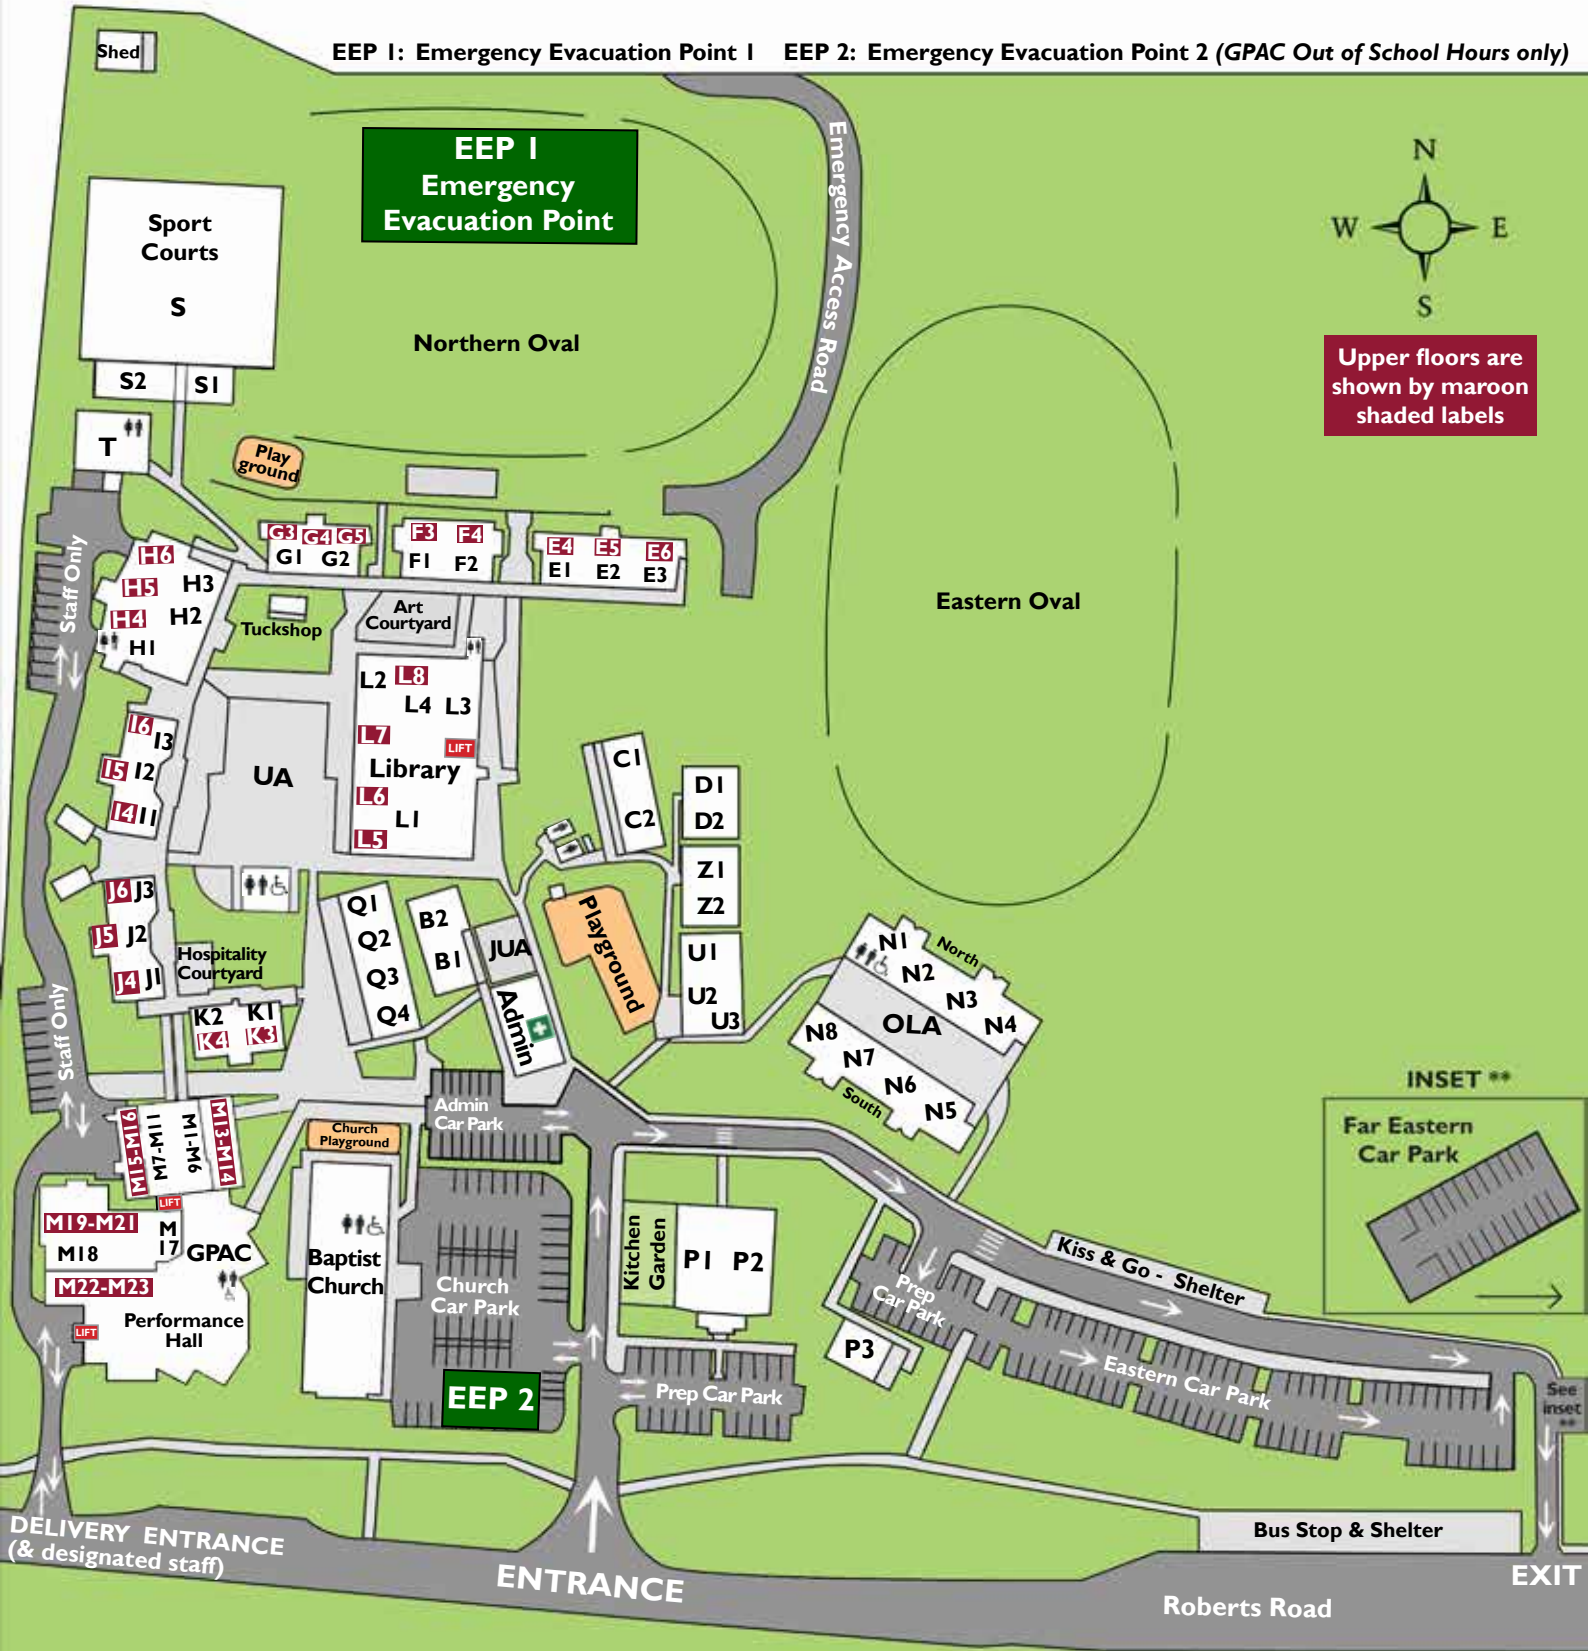 Shed
EEP 1: Emergency Evacuation Point 1 EEP 2: Emergency Evacuation Point 2 (GPAC Out of School Hours only)
EEP 1
Emergency
Evacuation Point
Emergency Access Road
N
W E
S
Sport
Courts
S
Northern Oval
Upper floors are
shown by maroon
shaded labels
S2 S1
T
Play
ground
G3 G4 G5
G1 G2
F3 F4
F1 F2
E4 E5 E6
E1 E2 E3
Staff Only
H6
H5 H3
H4 H2
H1
Tuckshop
Art
Courtyard
Eastern Oval
L2 L8
L4 L3
L7
LIFT
Library
L6
L1
L5
UA
I6 I3
I5 I2
I4 I1
C1
C2
D1
D2
Z1
Z2
U1
U2
U3
J6 J3
J5 J2
J4 J1
Hospitality
Courtyard
Q1
Q2
Q3
Q4
B2
B1
JUA
Admin
Playground
N1 North
N2
N3
N4
OLA
N8
N7
N6
N5
South
K2 K1
K4 K3
Staff Only
Admin
Car Park
INSET **
Far Eastern
Car Park
M15-M16
M7-M11
M1-M6
M13-M14
LIFT
Church
Playground
M19-M21
M18
M
17
GPAC
M22-M23
Performance
Hall
LIFT
Baptist
Church
Church
Car Park
EEP 2
Kitchen
Garden
P1 P2
Prep
Car Park
P3
Prep Car Park
Kiss & Go - Shelter
Eastern Car Park
See
inset
**
DELIVERY ENTRANCE
(& designated staff)
ENTRANCE
Bus Stop & Shelter
EXIT
Roberts Road